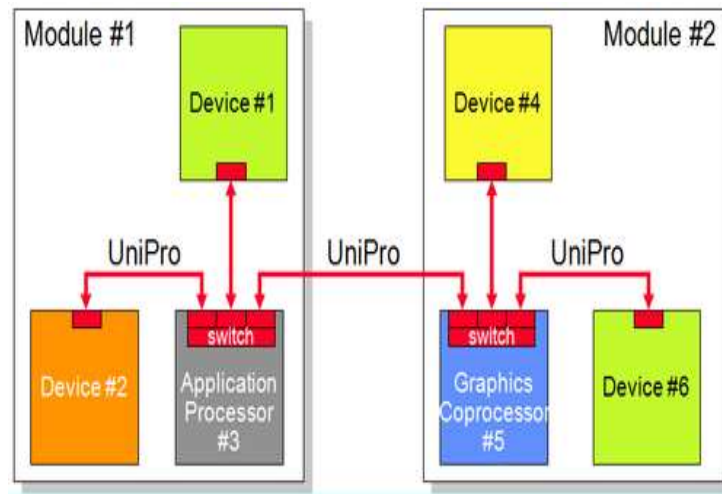 Module #1
Module #2
Device #1
Device #4
UniPro
UniPro
UniPro
switch
switch
Device #2
Application
Processor
#3
Graphics
Coprocessor
#5
Device #6